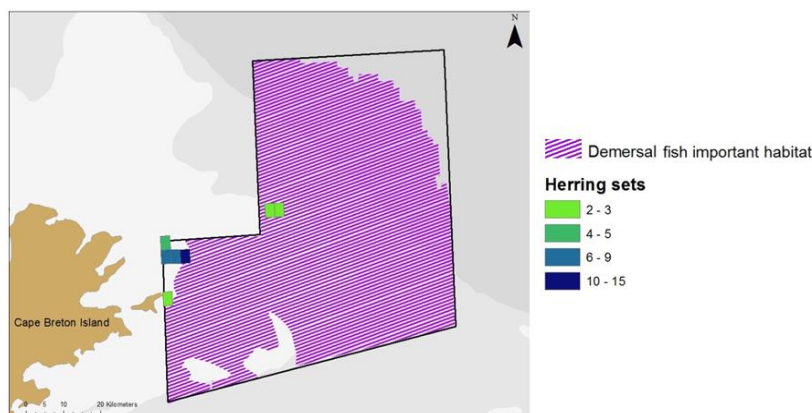 N
Demersal fish important habitat
Herring sets
2 - 3
4 - 5
6 - 9
10 - 15
Cape Breton Island
0 5 10 20 Kilometers